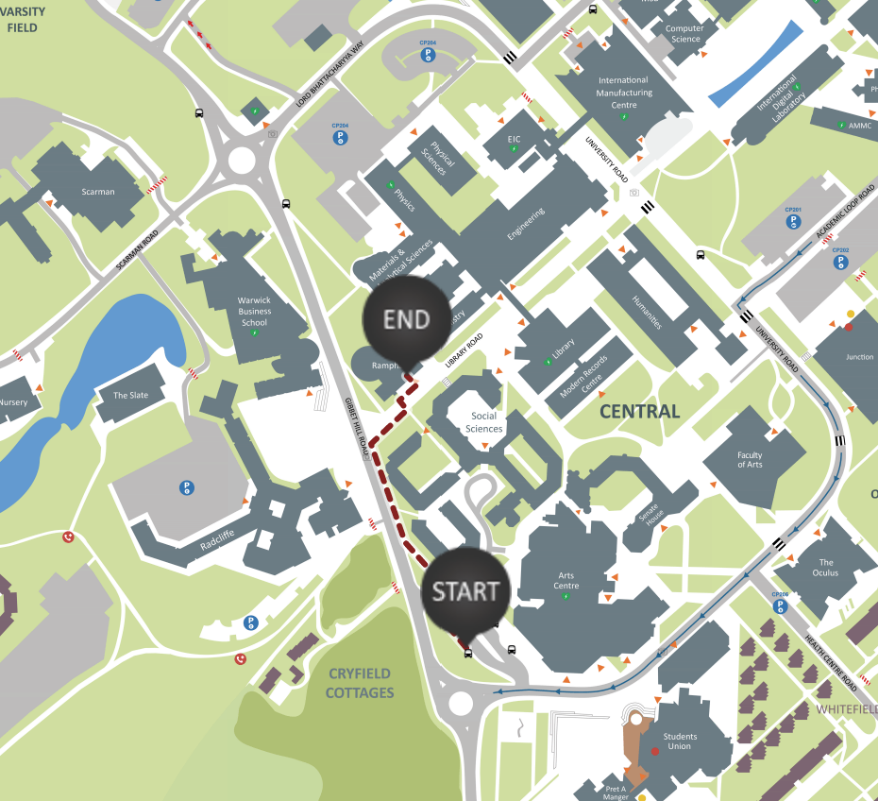 VARSITY
FIELD
LORD BHATTACHARYYA WAY
Computer
Science
International
Manufacturing
Centre
International
Digital
Laboratory
AMMC
EIC
Physical
Sciences
Physics
Engineering
UNIVERSITY ROAD
CP201
ACADEMIC LOOP ROAD
CP202
Scarman
SCARMAN ROAD
Warwick
Business
School
Materials &
END
LIBRARY ROAD
Humanities
UNIVERSITY ROAD
Junction
Library
Modern Records
Centre
CENTRAL
Nursery
The Slate
GIBBET HILL ROAD
Social
Sciences
Faculty
of Arts
Senate
House
Radcliffe
START
Arts
Centre
The
Oculus
HEALTH CENTRE ROAD
CRYFIELD
COTTAGES
WHITEFIEL
Students
Union
Pret A
Manger